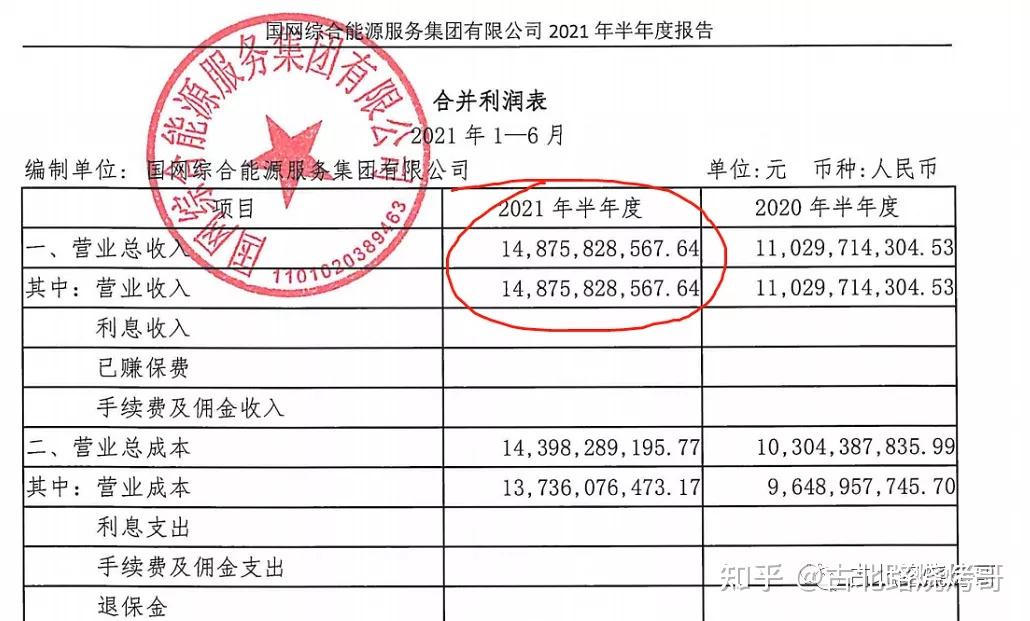 国网综合能源服务集团有限公司 2021 年半年度报告
合并利润表
2021 年 1—6 月
编制单位：国网综合能源服务集团有限公司 单位:元 币种:人民币
项目 2021 年半年度 2020 年半年度
一、营业总收入 14,875,828,567.64 11,029,714,304.53
其中：营业收入 14,875,828,567.64 11,029,714,304.53
利息收入
已赚保费
手续费及佣金收入
二、营业总成本 14,398,289,195.77 10,304,387,835.99
其中：营业成本 13,736,076,473.17 9,648,957,745.70
利息支出
手续费及佣金支出
退保金
国网综合能源服务集团有限公司
1101020389463
知乎 @古北路烧烤哥